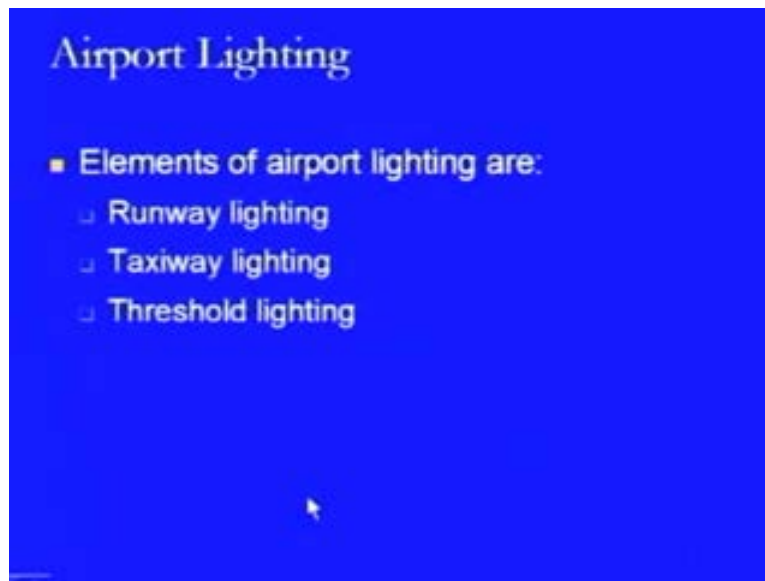 Airport Lighting
Elements of airport lighting are:
Runway lighting
Taxiway lighting
Threshold lighting